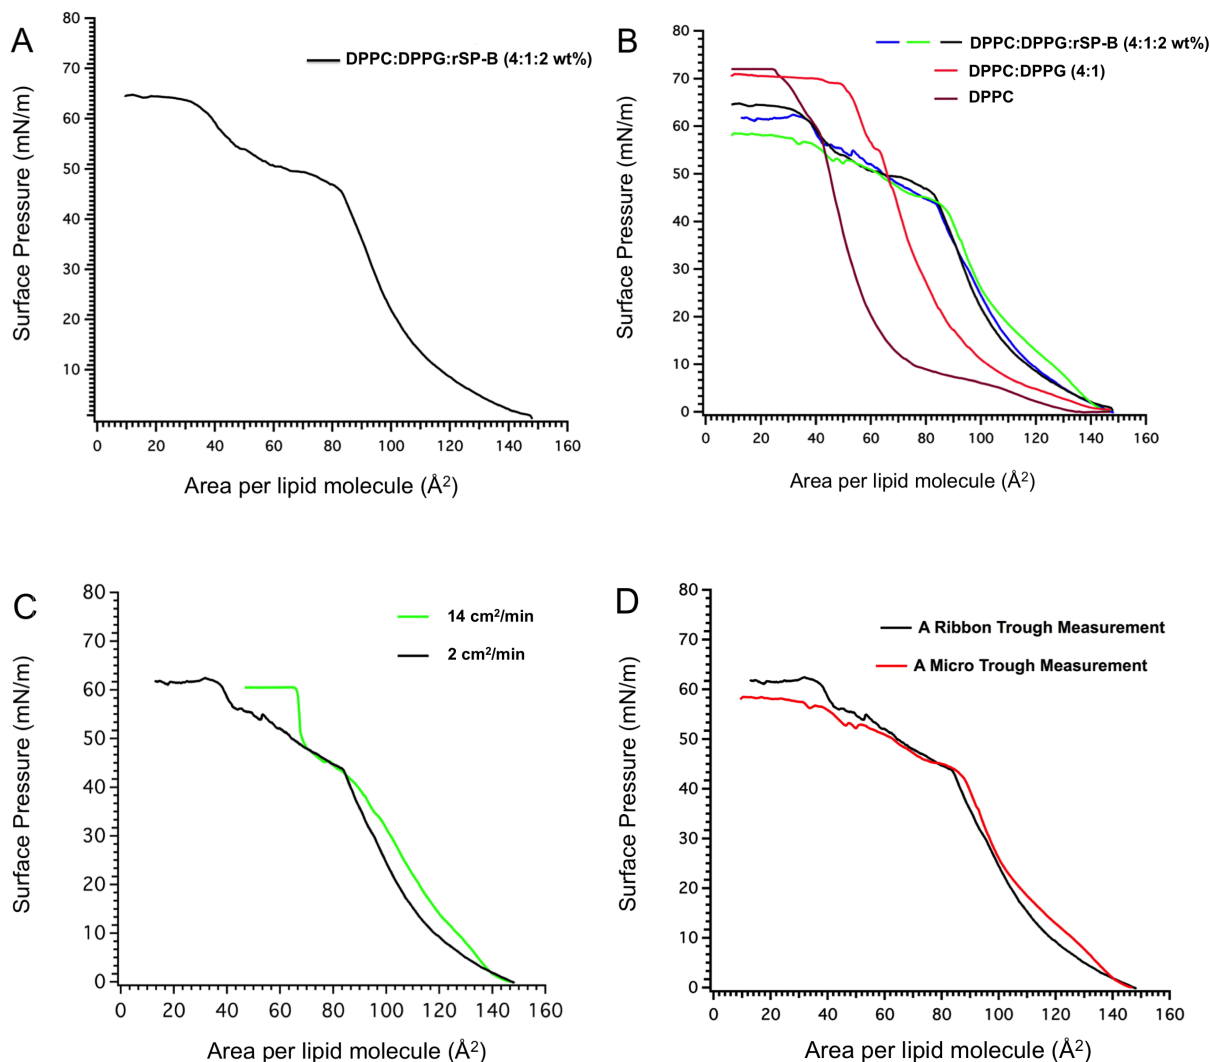 A
DPPC:DPPG:rSP-B (4:1:2 wt%)
Surface Pressure (mN/m)
80
70
60
50
40
30
20
10
0 20 40 60 80 100 120 140 160
Area per lipid molecule (Å²)
B
DPPC:DPPG:rSP-B (4:1:2 wt%)
DPPC:DPPG (4:1)
DPPC
Surface Pressure (mN/m)
80
70
60
50
40
30
20
10
0
0 20 40 60 80 100 120 140 160
Area per lipid molecule (Å²)
C
14 cm²/min
2 cm²/min
Surface Pressure (mN/m)
80
70
60
50
40
30
20
10
0
0 20 40 60 80 100 120 140 160
Area per lipid molecule (Å²)
D
A Ribbon Trough Measurement
A Micro Trough Measurement
Surface Pressure (mN/m)
80
70
60
50
40
30
20
10
0
0 20 40 60 80 100 120 140 160
Area per lipid molecule (Å²)